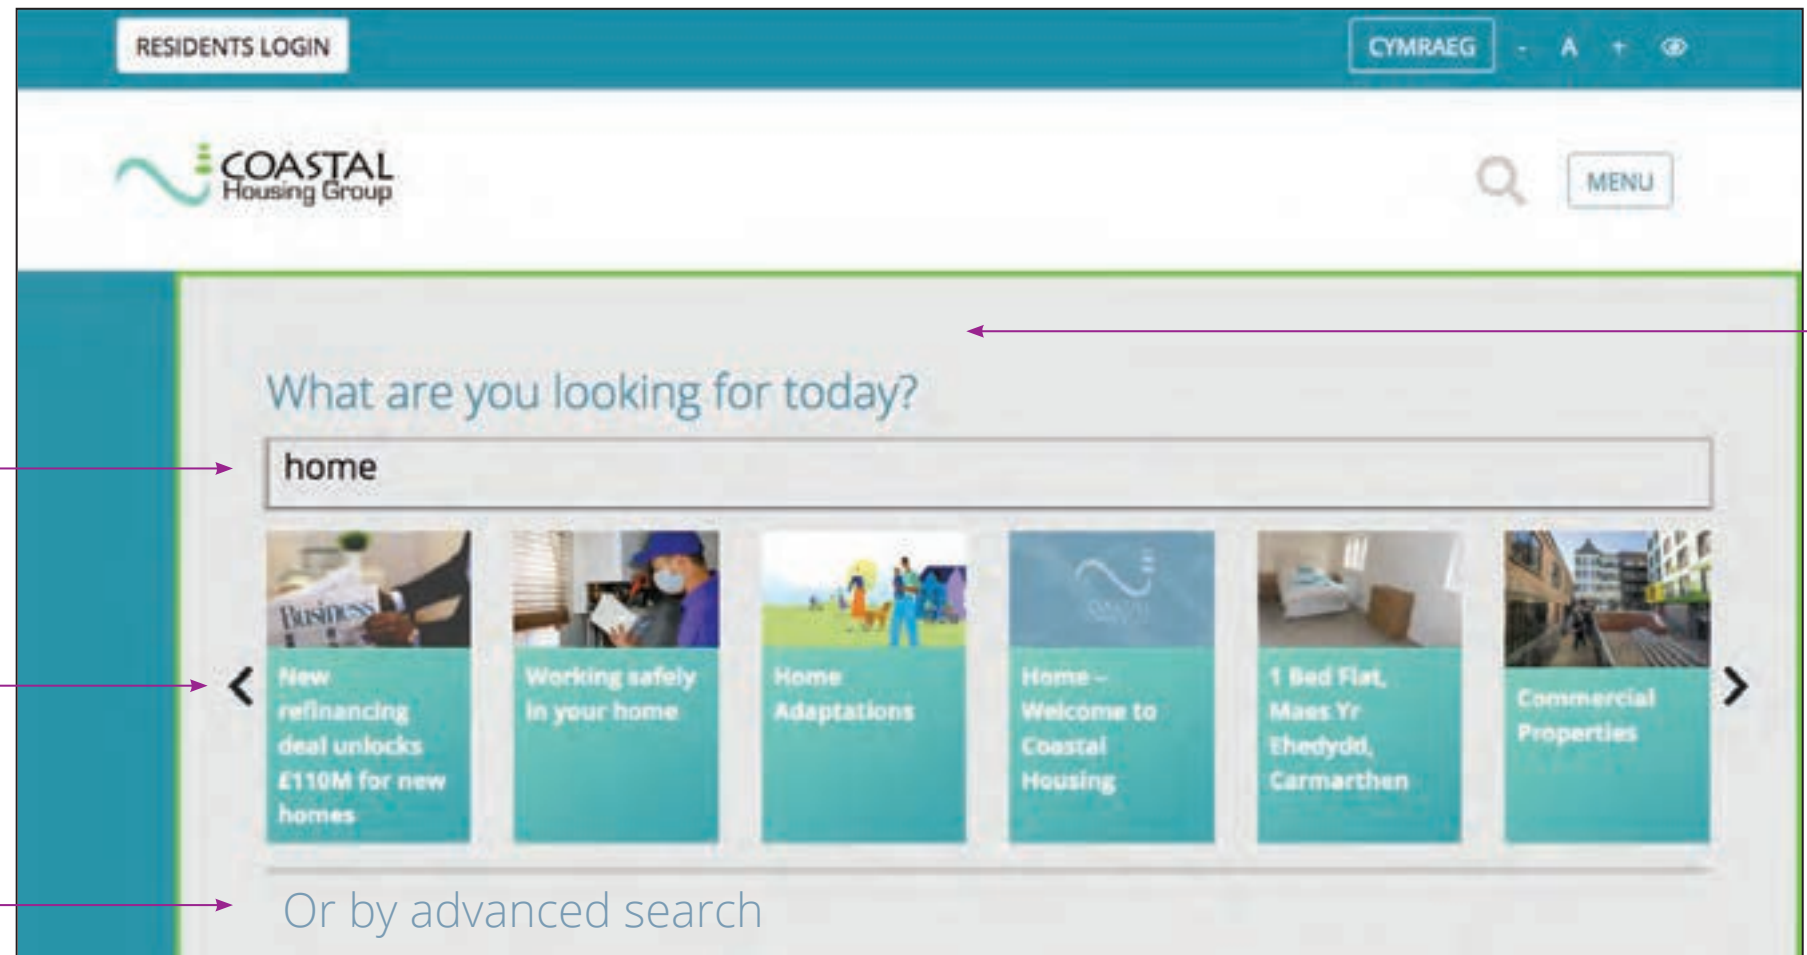 RESIDENTS LOGIN
CYMRAEG - A +
COASTAL
Housing Group
MENU
What are you looking for today?
home
Business
New
refinancing
deal unlocks
£110M for new
homes
Working safely
in your home
Home
Adaptations
Home –
Welcome to
Coastal
Housing
1 Bed Flat,
Maes Yr
Ehedydd,
Carmarthen
Commercial
Properties
Or by advanced search